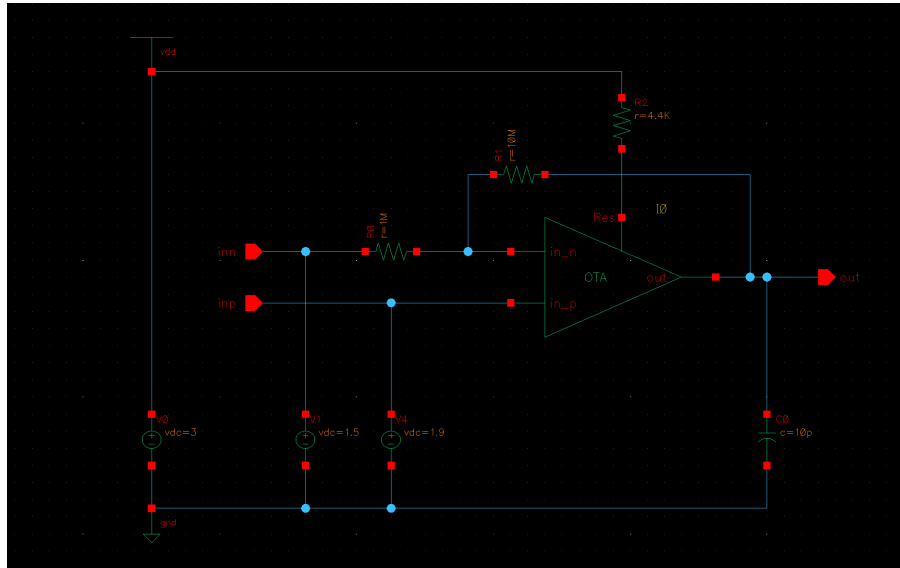 vdd
R2
r=4.4K
R1
r=10M
Res
I0
R0
r=1M
inn
in_n
OTA
out
out
inp
in_p
V0
vdc=3
V1
vdc=1.5
V4
vdc=1.9
C0
c=10p
gnd